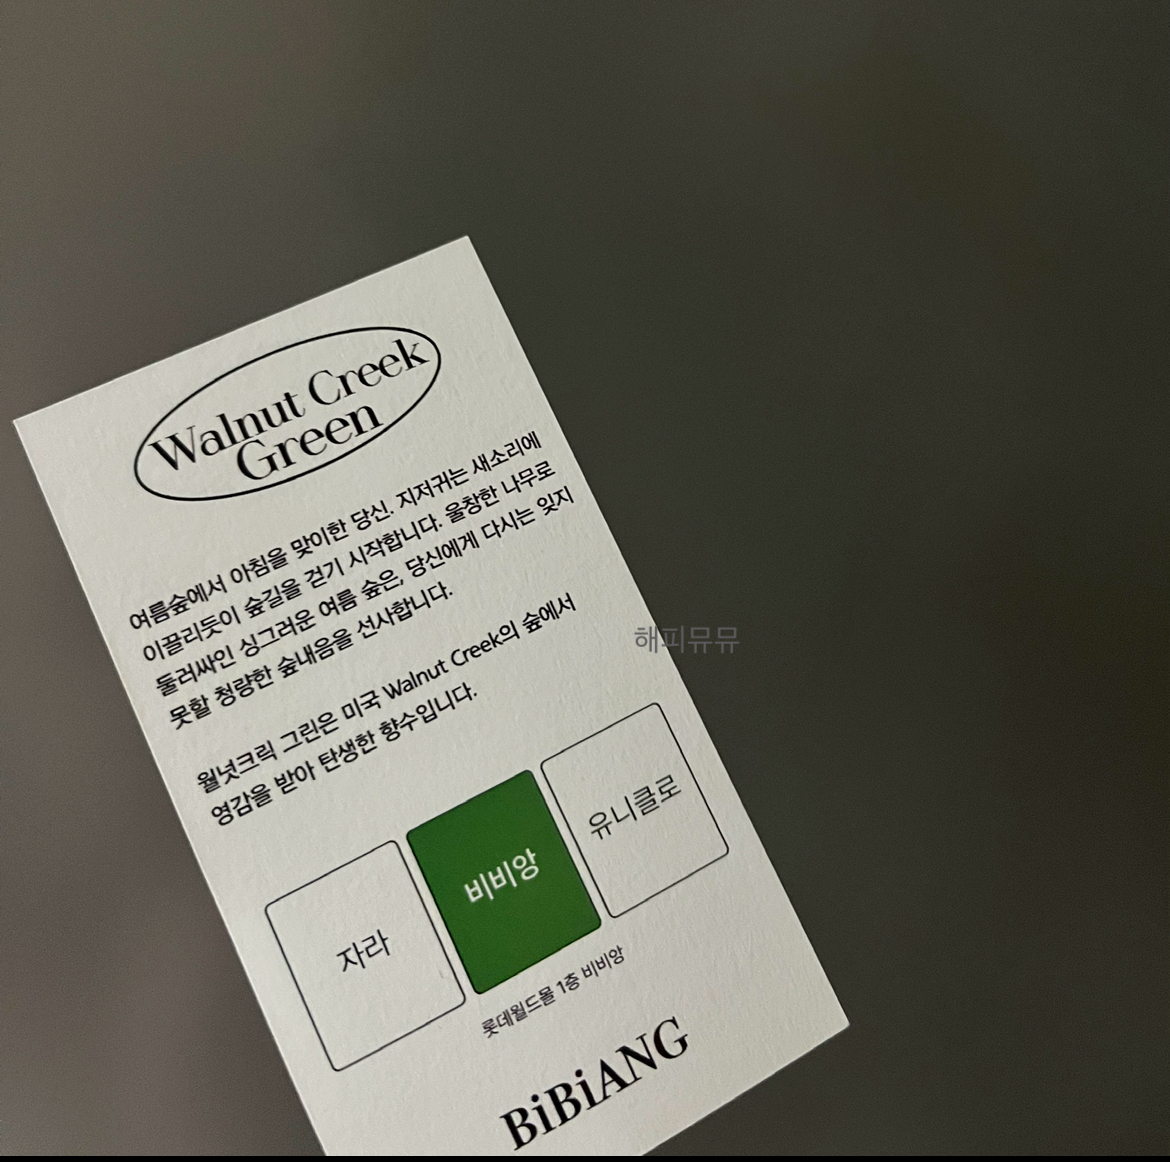 Walnut Creek
Green
여름숲에서 아침을 맞이한 당신. 지저귀는 새소리에
이끌리듯이 숲길을 걷기 시작합니다. 울창한 나무로
둘러싸인 싱그러운 여름 숲은, 당신에게 다시는 잊지
못할 청량한 숲내음을 선사합니다.
월넛크릭 그린은 미국 Walnut Creek의 숲에서
영감을 받아 탄생한 향수입니다.
해피뮤뮤
자라
비비앙
유니클로
롯데월드몰 1층 비비앙
BiBiANG